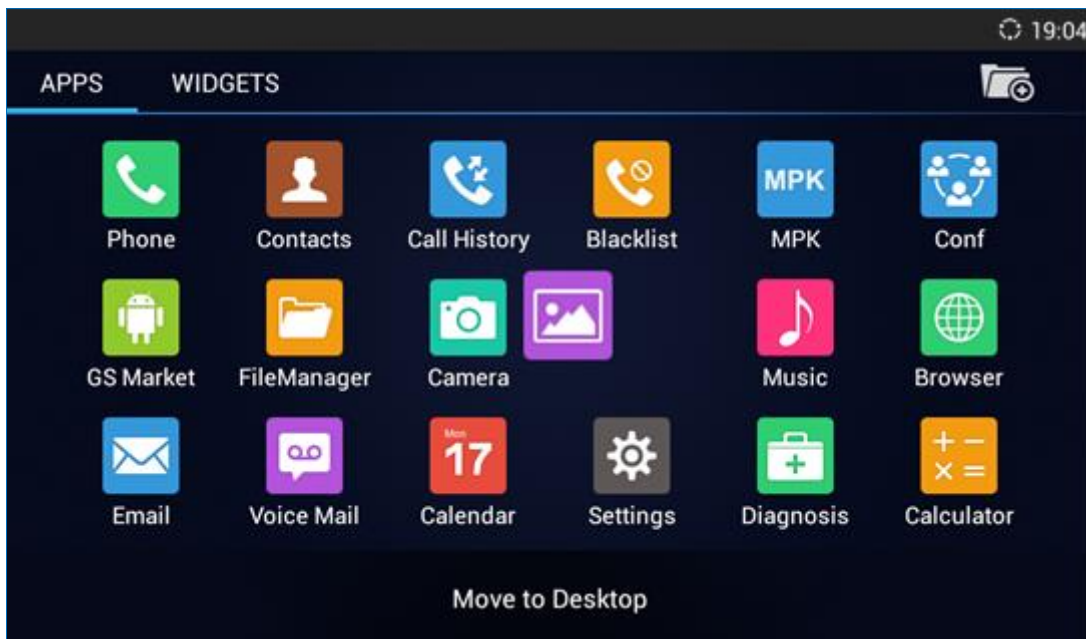 19:04
APPS WIDGETS
MPK
Phone Contacts Call History Blacklist MPK Conf
GS Market FileManager Camera Music Browser
Mon
17
Email Voice Mail Calendar Settings Diagnosis Calculator
Move to Desktop